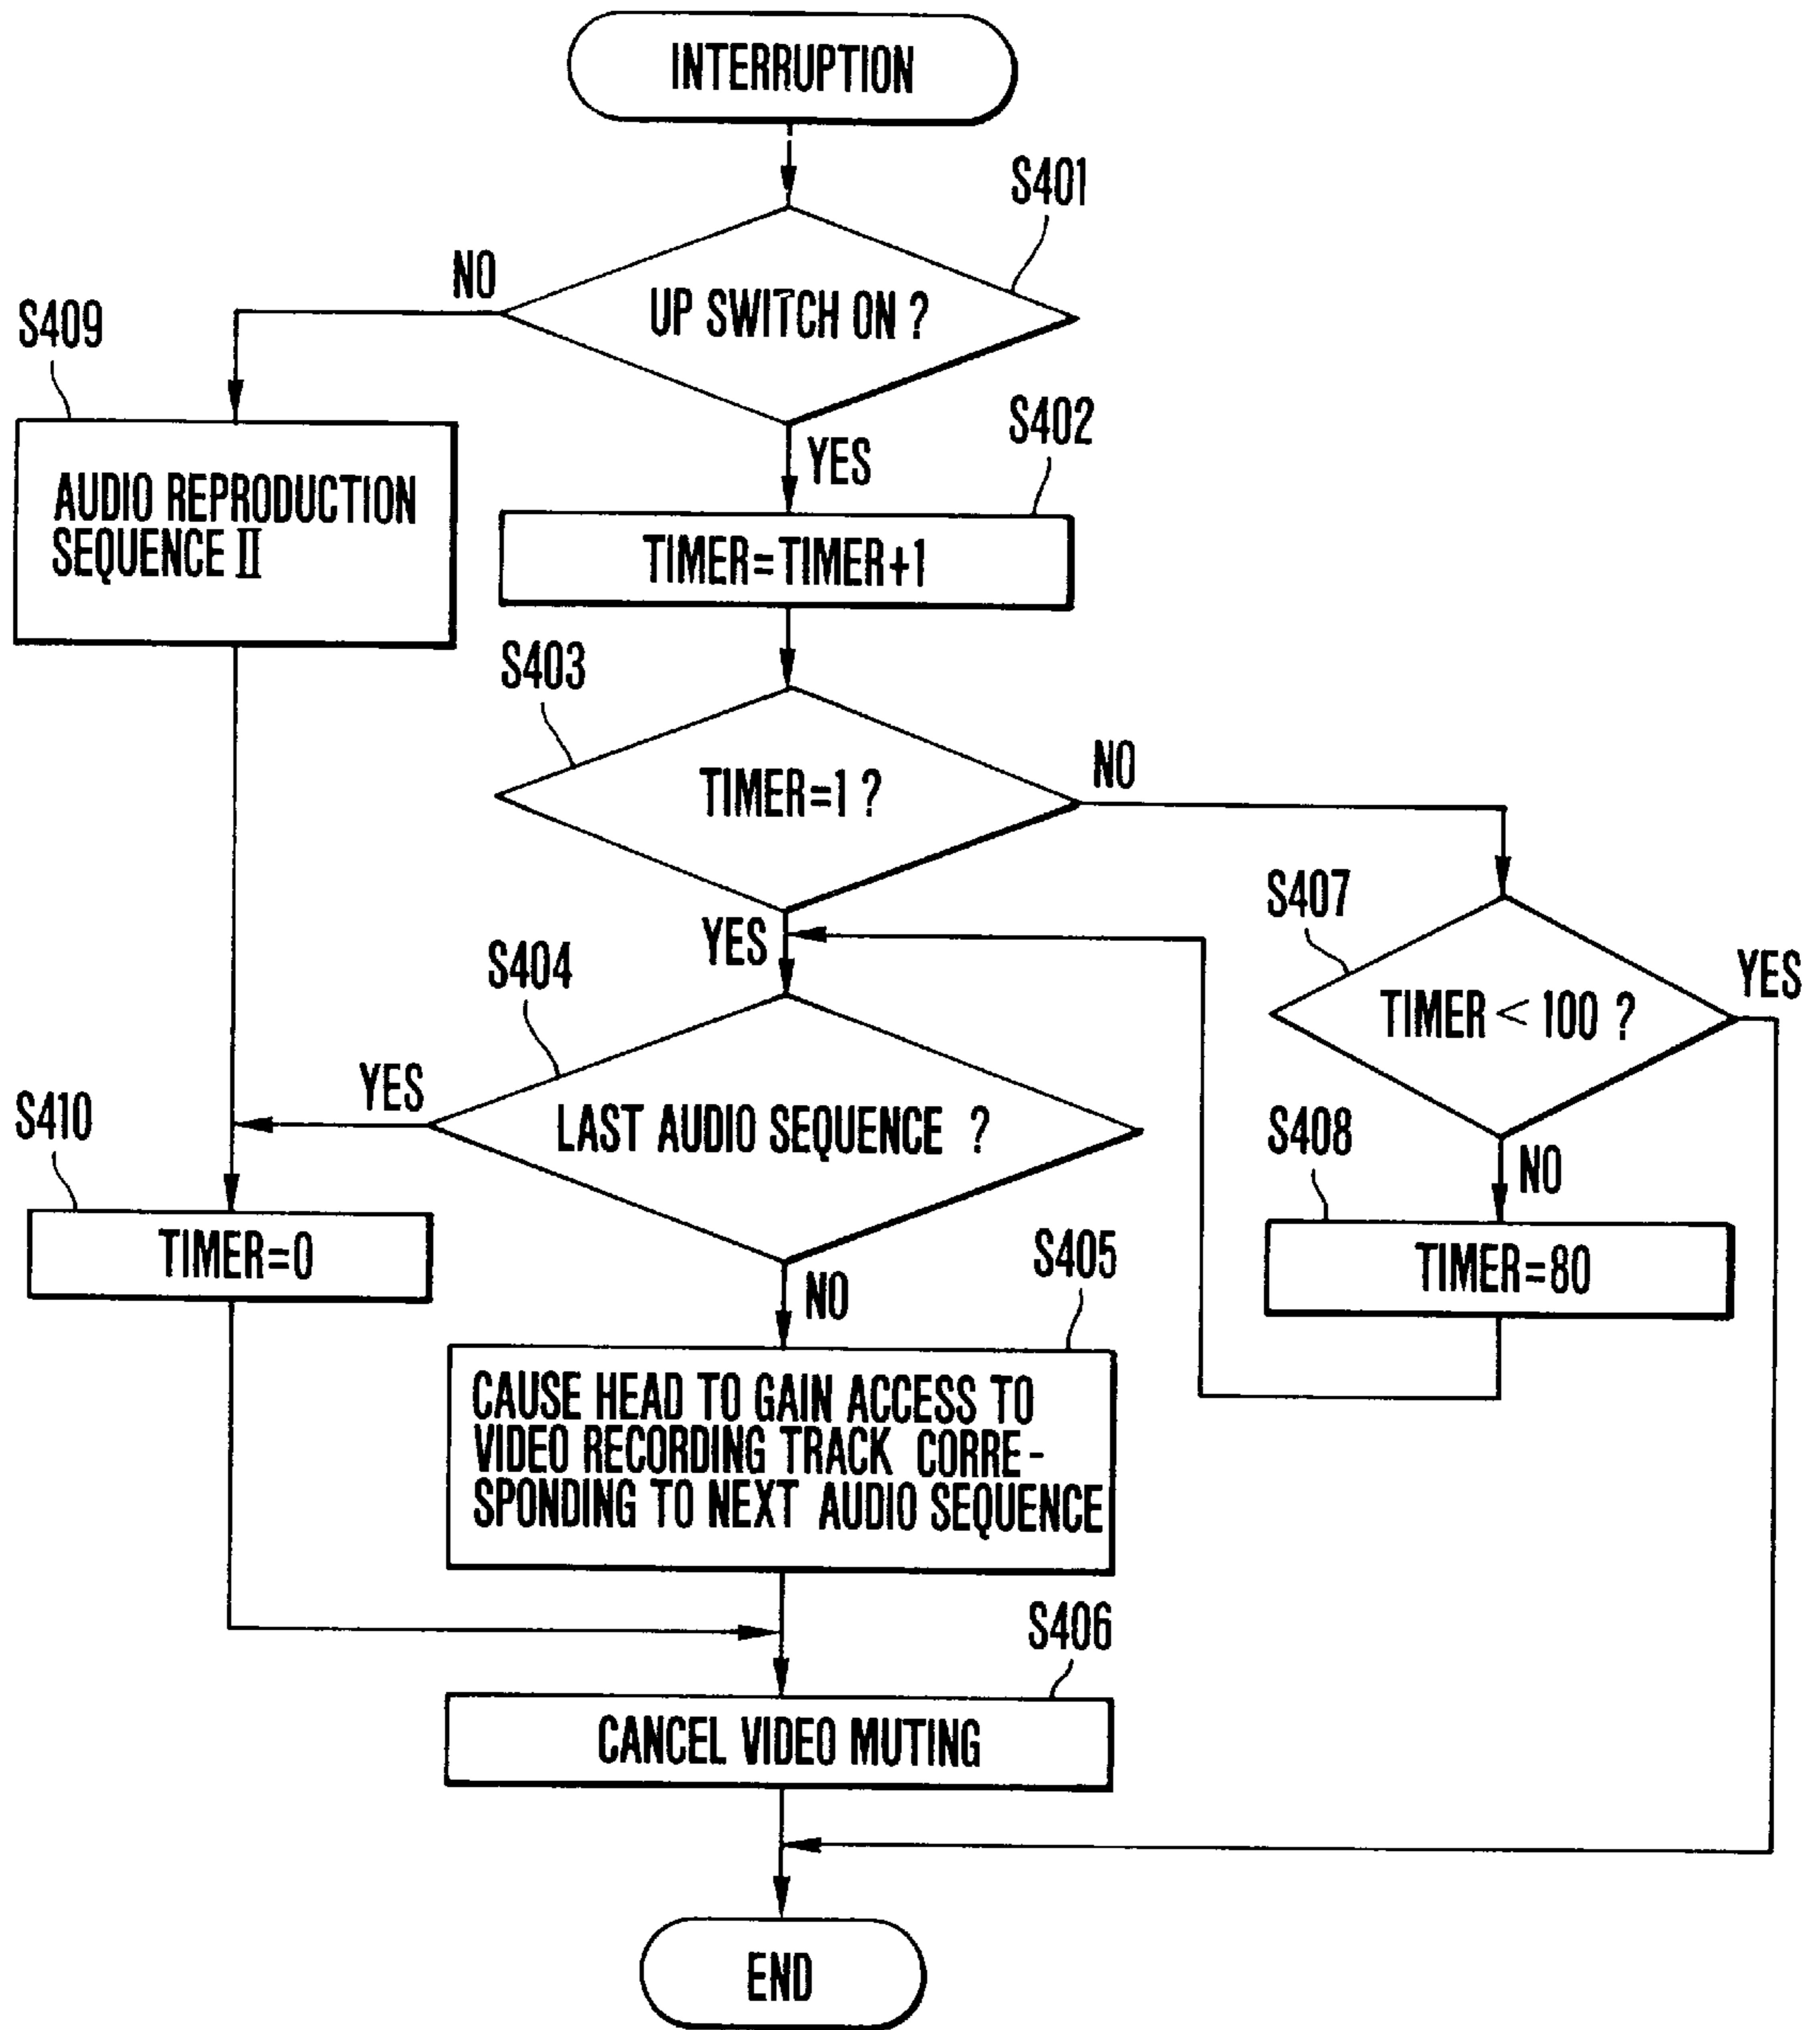 INTERRUPTION
S401
NO
UP SWITCH ON ?
S409
YES
S402
AUDIO REPRODUCTION
SEQUENCE II
TIMER=TIMER+1
S403
TIMER=1 ?
NO
YES
S407
YES
TIMER < 100 ?
S404
YES
LAST AUDIO SEQUENCE ?
S410
NO
S408
TIMER=0
TIMER=80
NO
S405
CAUSE HEAD TO GAIN ACCESS TO
VIDEO RECORDING TRACK CORRE-
SPONDING TO NEXT AUDIO SEQUENCE
S406
CANCEL VIDEO MUTING
END